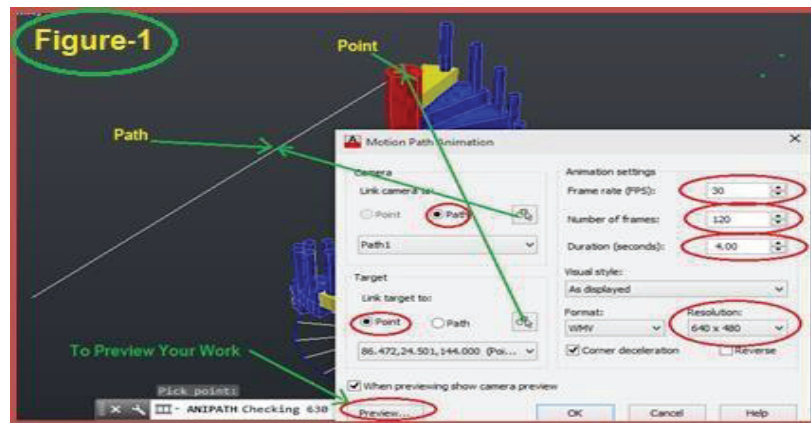 Figure-1
Point
Path
Motion Path Animation
Camera
Link camera to:
Point
Path
Path1
Target
Link target to:
Point
Path
86.472,24.501,144.000 (Poi...
When previewing show camera preview
Preview...
Animation settings
Frame rate (FPS):
30
Number of frames:
120
Duration (seconds):
4.00
Visual style:
As displayed
Format:
Resolution:
WMV
640 x 480
Corner deceleration
Reverse
OK
Cancel
Help
To Preview Your Work
Pick point:
- ANIPATH Checking 630